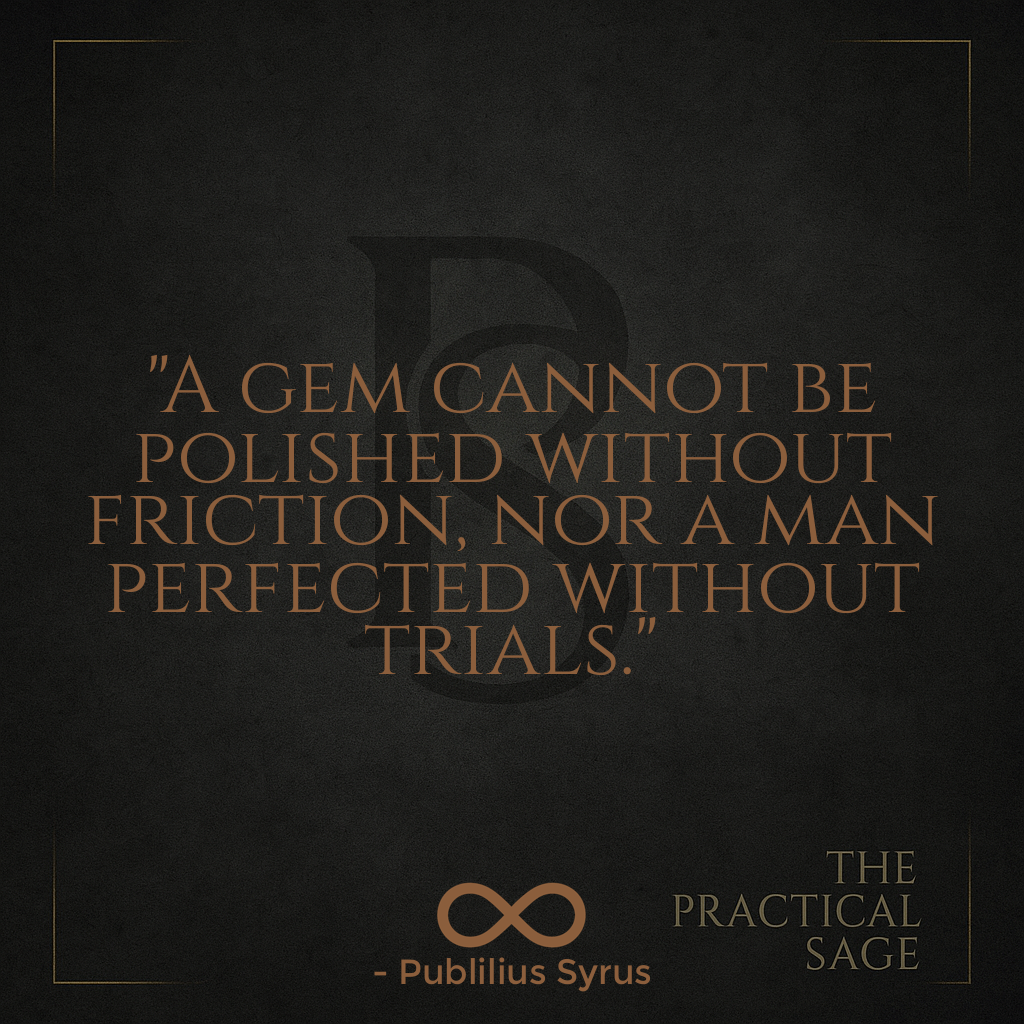 "A GEM CANNOT BE
POLISHED WITHOUT
FRICTION, NOR A MAN
PERFECTED WITHOUT
TRIALS."
- Publilius Syrus
THE
PRACTICAL
SAGE